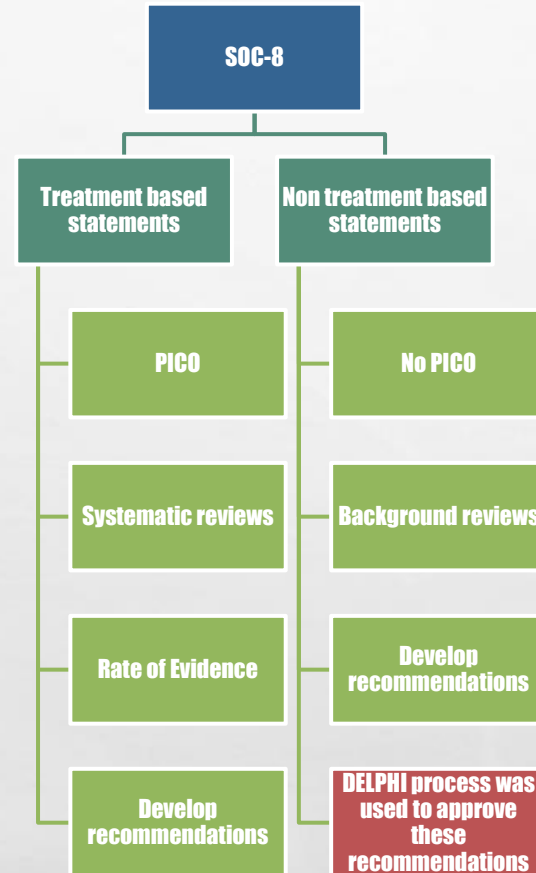 SOC-8
Treatment based
statements
Non treatment based
statements
PICO
Systematic reviews
Rate of Evidence
Develop
recommendations
No PICO
Background reviews
Develop
recommendations
DELPHI process was
used to approve
these
recommendations